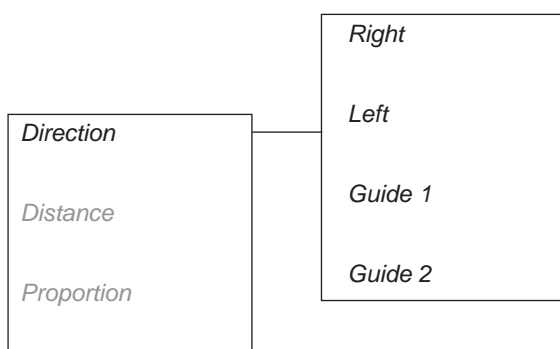 Direction
Distance
Proportion
Right
Left
Guide 1
Guide 2